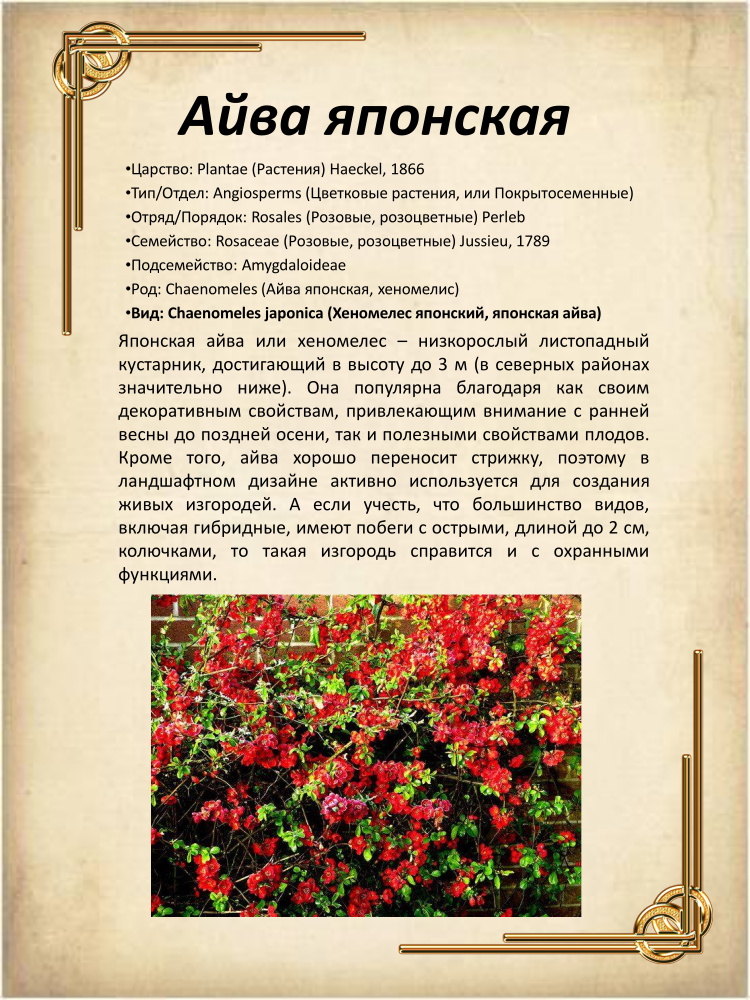 Айва японская
•Царство: Plantae (Растения) Haeckel, 1866
•Тип/Отдел: Angiosperms (Цветковые растения, или Покрытосеменные)
•Отряд/Порядок: Rosales (Розовые, розоцветные) Perleb
•Семейство: Rosaceae (Розовые, розоцветные) Jussieu, 1789
•Подсемейство: Amygdaloideae
•Род: Chaenomeles (Айва японская, хеномелис)
•Вид: Chaenomeles japonica (Хеномелес японский, японская айва)
Японская айва или хеномелес – низкорослый листопадный
кустарник, достигающий в высоту до 3 м (в северных районах
значительно ниже). Она популярна благодаря как своим
декоративным свойствам, привлекающим внимание с ранней
весны до поздней осени, так и полезными свойствами плодов.
Кроме того, айва хорошо переносит стрижку, поэтому в
ландшафтном дизайне активно используется для создания
живых изгородей. А если учесть, что большинство видов,
включая гибридные, имеют побеги с острыми, длиной до 2 см,
колючками, то такая изгородь справится и с охранными
функциями.